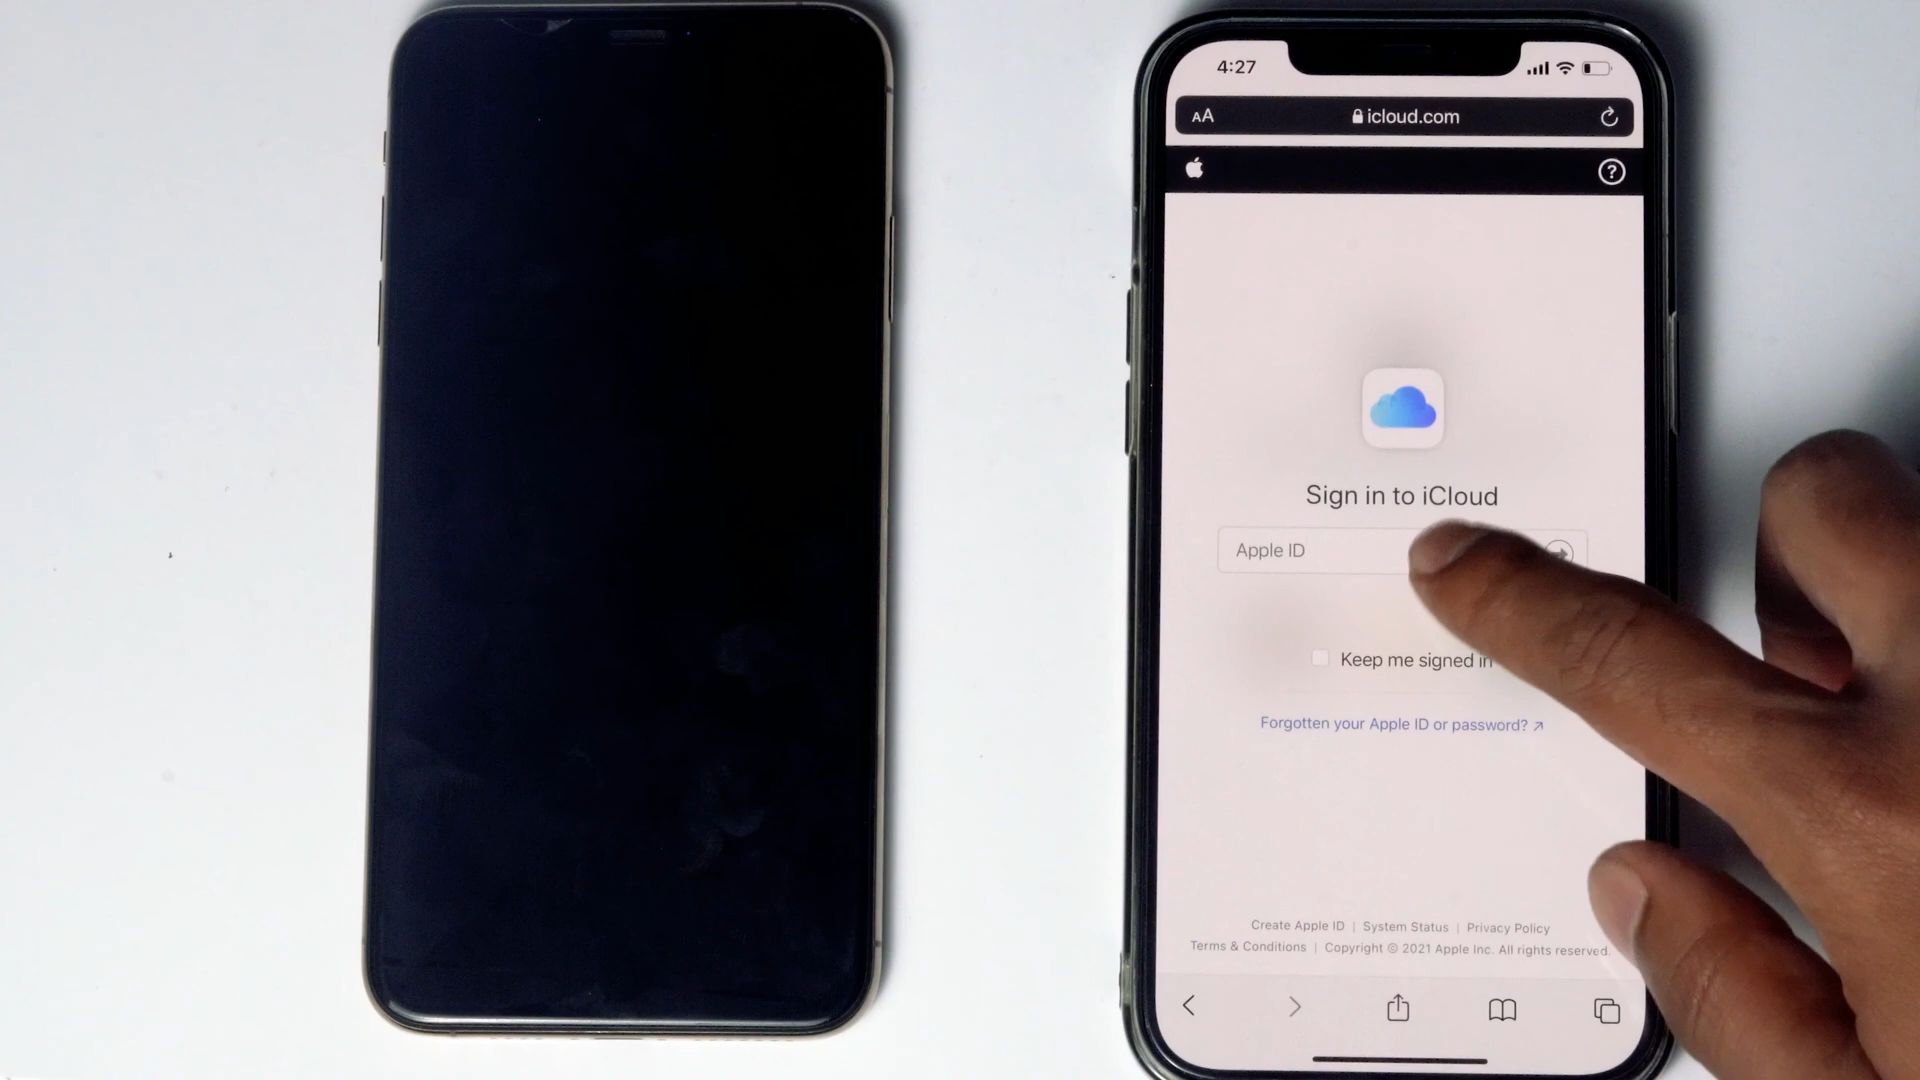 4:27
AA icloud.com
?
Sign in to iCloud
Apple ID
Keep me signed in
Forgotten your Apple ID or password? ↗
Create Apple ID | System Status | Privacy Policy
Terms & Conditions | Copyright © 2021 Apple Inc. All rights reserved.